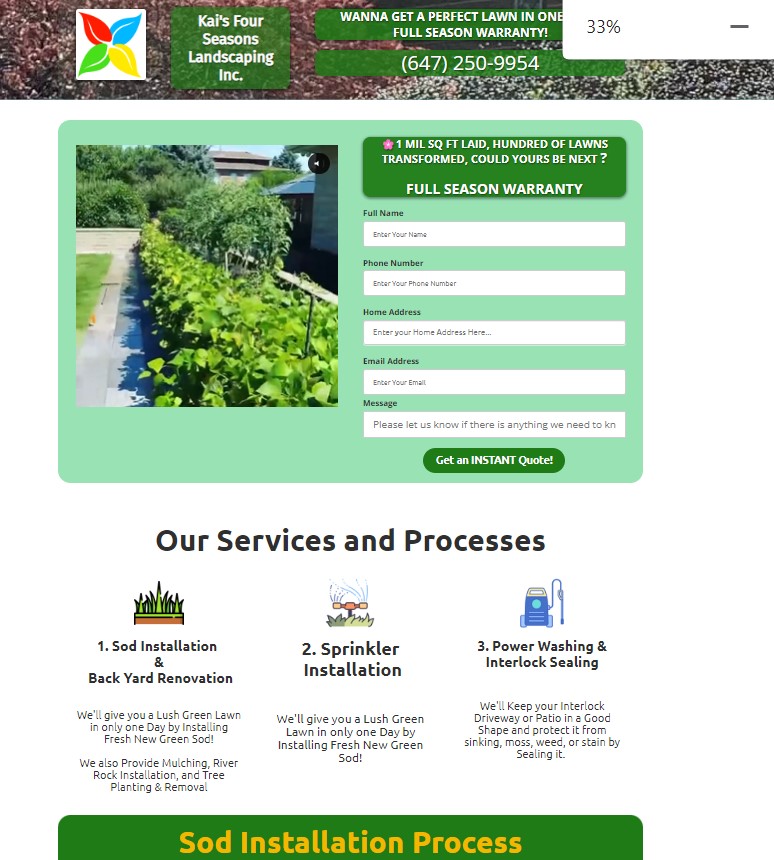 Kai's Four
Seasons
Landscaping
Inc.
WANNA GET A PERFECT LAWN IN ONE
FULL SEASON WARRANTY!
(647) 250-9954
33%
🌸1 MIL SQ FT LAID, HUNDRED OF LAWNS
TRANSFORMED, COULD YOURS BE NEXT ?
FULL SEASON WARRANTY
Full Name
Enter Your Name
Phone Number
Enter Your Phone Number
Home Address
Enter your Home Address Here...
Email Address
Enter Your Email
Message
Please let us know if there is anything we need to kn
Get an INSTANT Quote!
Our Services and Processes
1. Sod Installation
&
Back Yard Renovation
We'll give you a Lush Green Lawn
in only one Day by Installing
Fresh New Green Sod!
We also Provide Mulching, River
Rock Installation, and Tree
Planting & Removal
2. Sprinkler
Installation
We'll give you a Lush Green
Lawn in only one Day by
Installing Fresh New Green
Sod!
3. Power Washing &
Interlock Sealing
We'll Keep your Interlock
Driveway or Patio in a Good
Shape and protect it from
sinking, moss, weed, or stain by
Sealing it.
Sod Installation Process